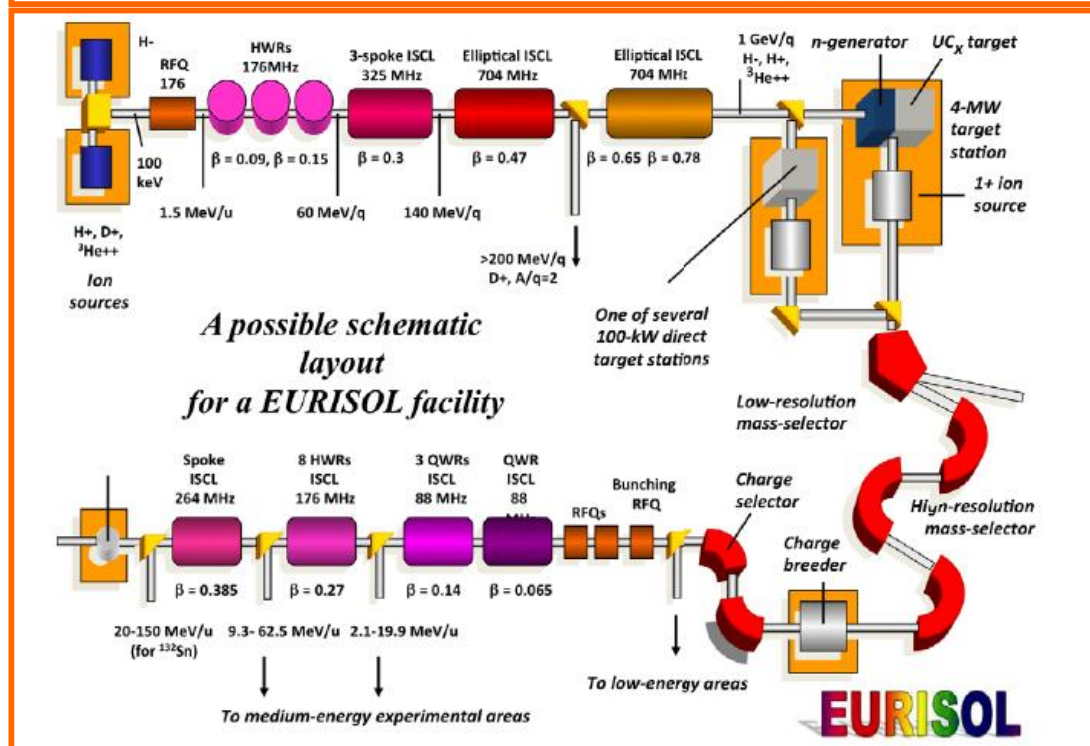 H-
RFQ
176
HWRs
176MHz
3-spoke ISCL
325 MHz
Elliptical ISCL
704 MHz
Elliptical ISCL
704 MHz
1 GeV/q
H-, H+,
³He++
n-generator
UCₓ target
4-MW
target
station
1+ ion
source
β = 0.09, β = 0.15
β = 0.3
β = 0.47
β = 0.65 β = 0.78
100
keV
1.5 MeV/u
60 MeV/q
140 MeV/q
H+, D+,
³He++
Ion
sources
>200 MeV/q
D+, A/q=2
One of several
100-kW direct
target stations
A possible schematic
layout
for a EURISOL facility
Low-resolution
mass-selector
Spoke
ISCL
264 MHz
8 HWRs
ISCL
176 MHz
3 QWRs
ISCL
88 MHz
QWR
ISCL
88
RFQs
Bunching
RFQ
Charge
selector
Charge
breeder
Hign-resolution
mass-selector
β = 0.385
β = 0.27
β = 0.14
β = 0.065
20-150 MeV/u
(for ¹³²Sn)
9.3- 62.5 MeV/u
2.1-19.9 MeV/u
To low-energy areas
To medium-energy experimental areas
EURISOL